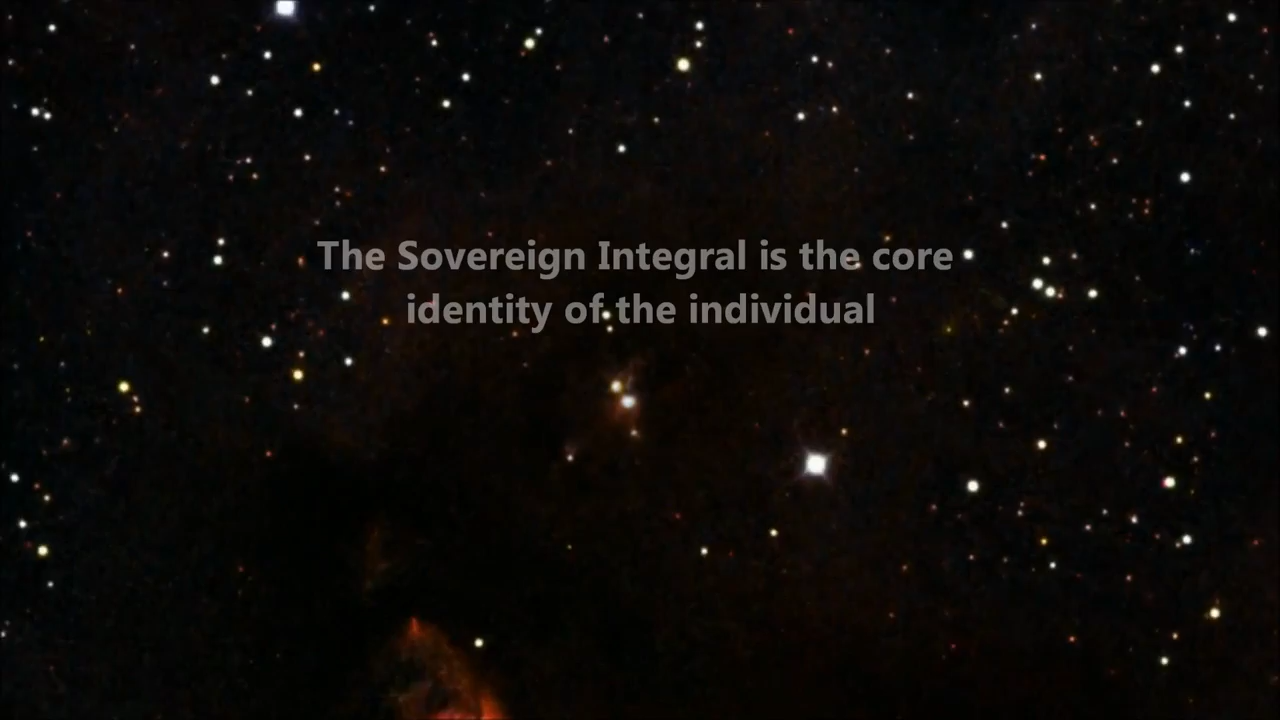 The Sovereign Integral is the core
identity of the individual